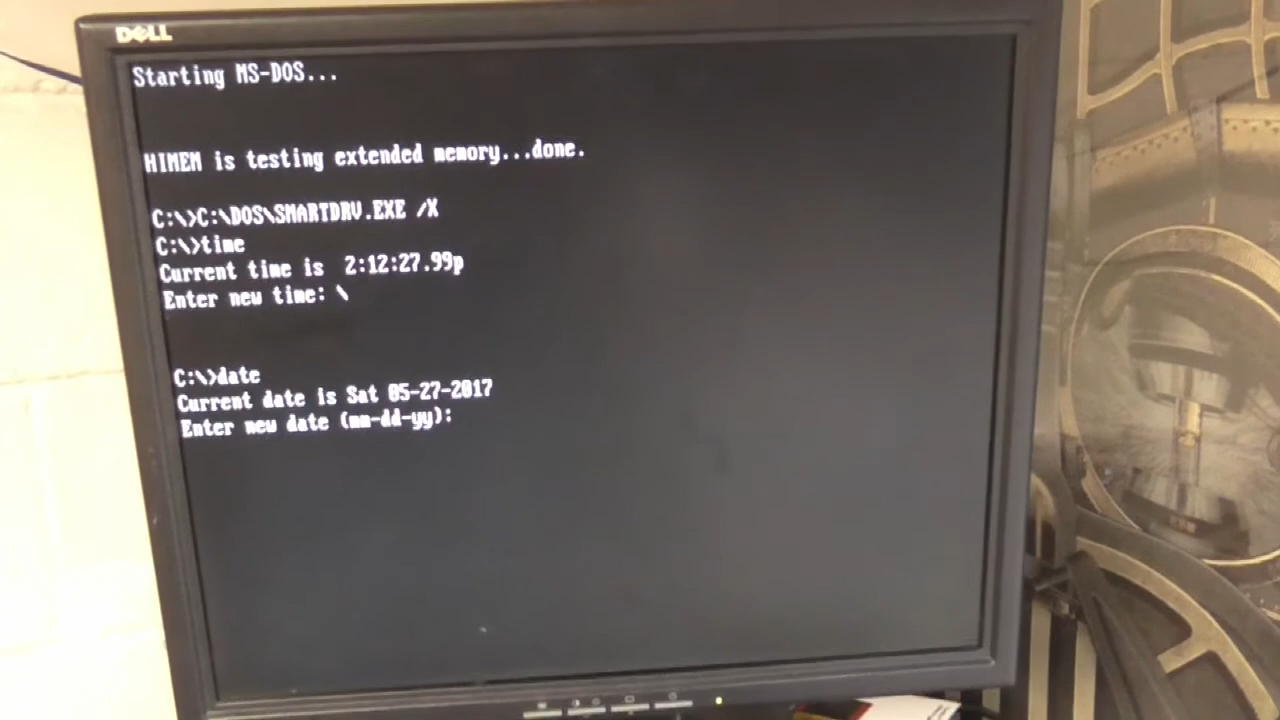 DELL
Starting MS-DOS...
HIMEM is testing extended memory...done.
C:\>C:\DOS\SMARTDRV.EXE /X
C:\>time
Current time is  2:12:27.99p
Enter new time: \
C:\>date
Current date is Sat 05-27-2017
Enter new date (mm-dd-yy):